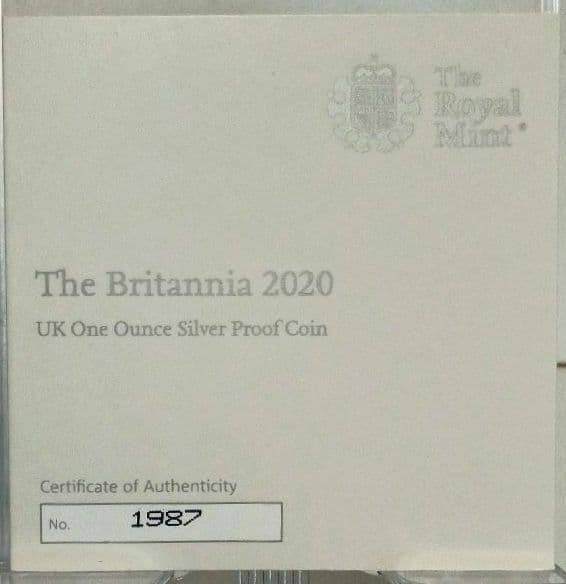 The
Royal
Mint®
The Britannia 2020
UK One Ounce Silver Proof Coin
Certificate of Authenticity
No. 1987